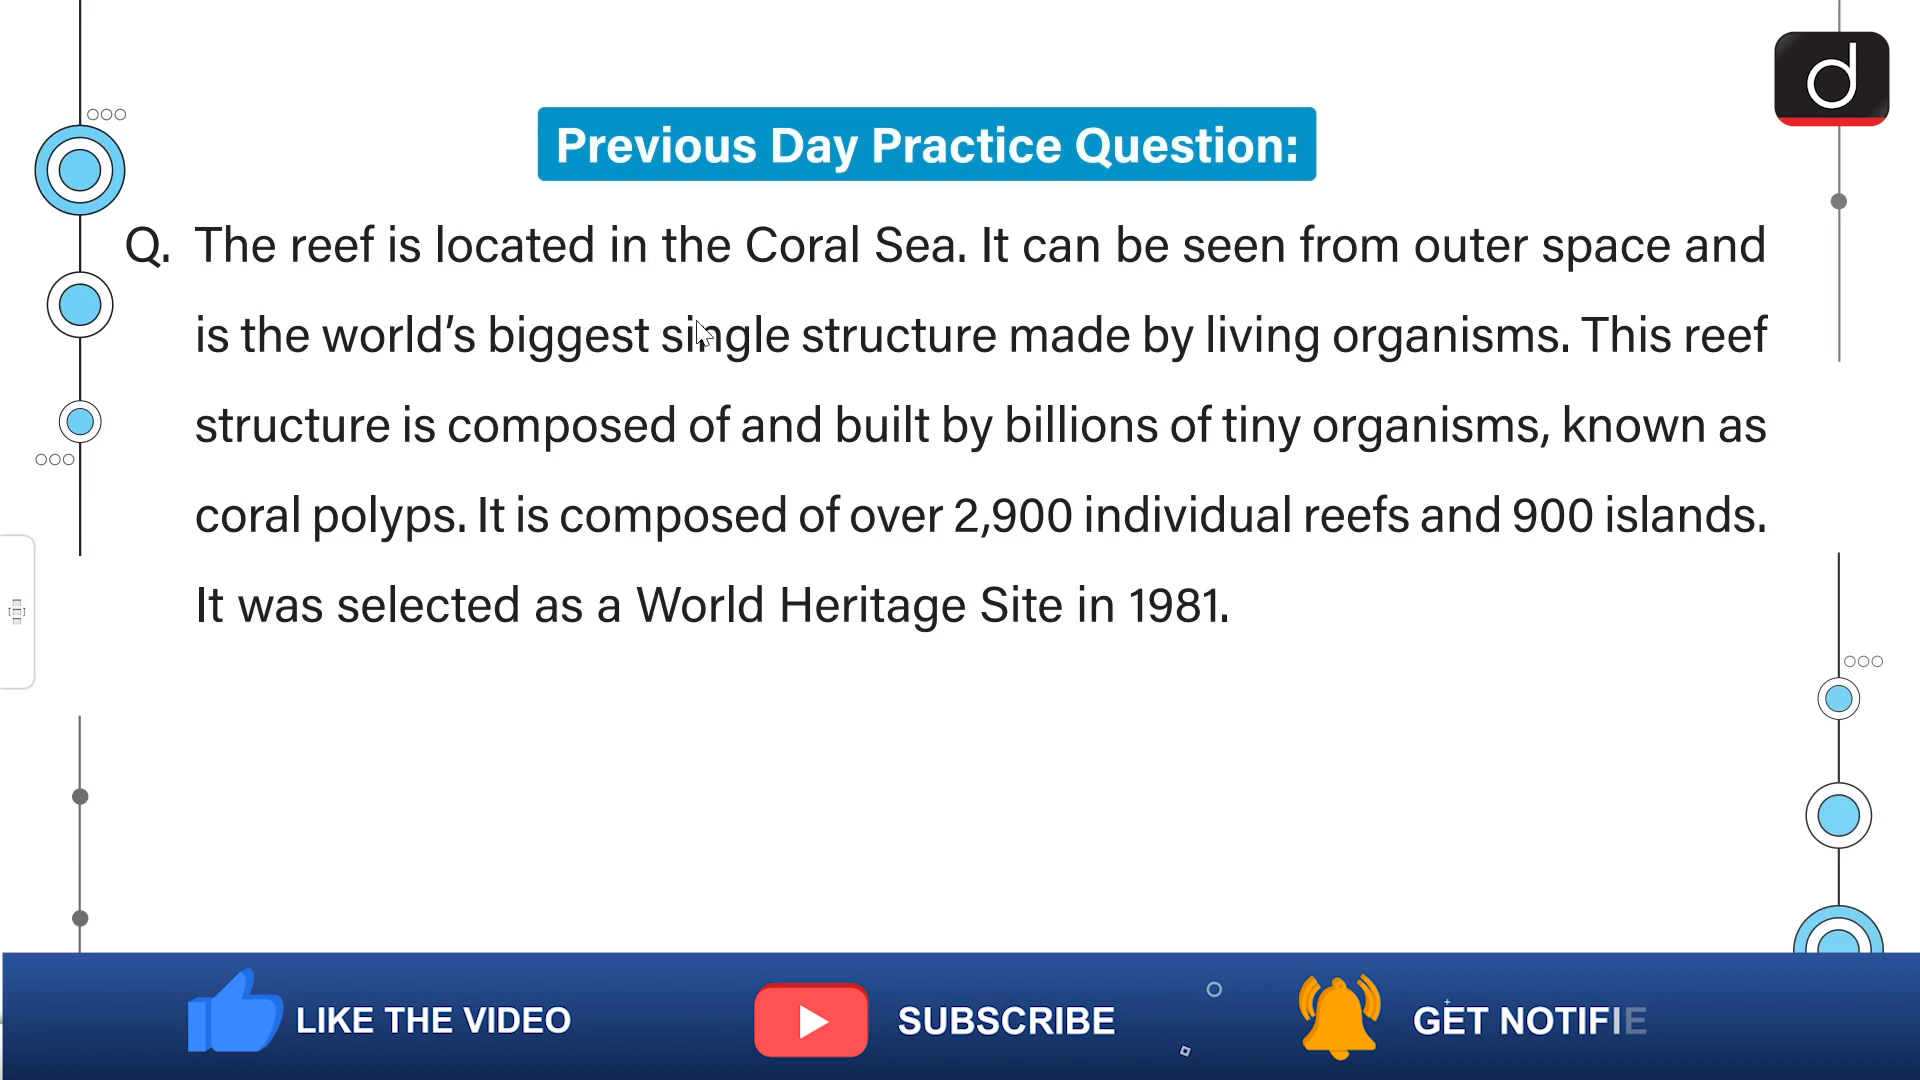 d
Previous Day Practice Question:
Q. The reef is located in the Coral Sea. It can be seen from outer space and
is the world’s biggest single structure made by living organisms. This reef
structure is composed of and built by billions of tiny organisms, known as
coral polyps. It is composed of over 2,900 individual reefs and 900 islands.
It was selected as a World Heritage Site in 1981.
LIKE THE VIDEO SUBSCRIBE GET NOTIFIE